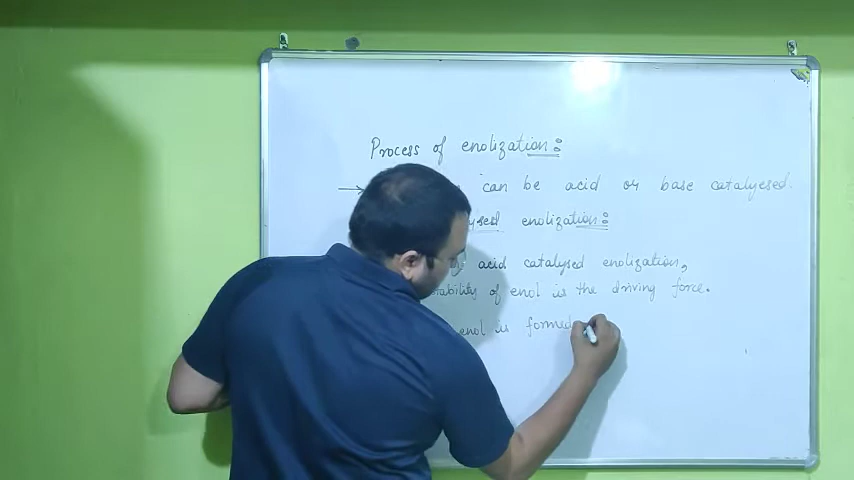 Process of enolization:
can be acid or base catalysed.
enolization:
acid catalysed enolization,
stability of enol is the driving force.
enol is formed